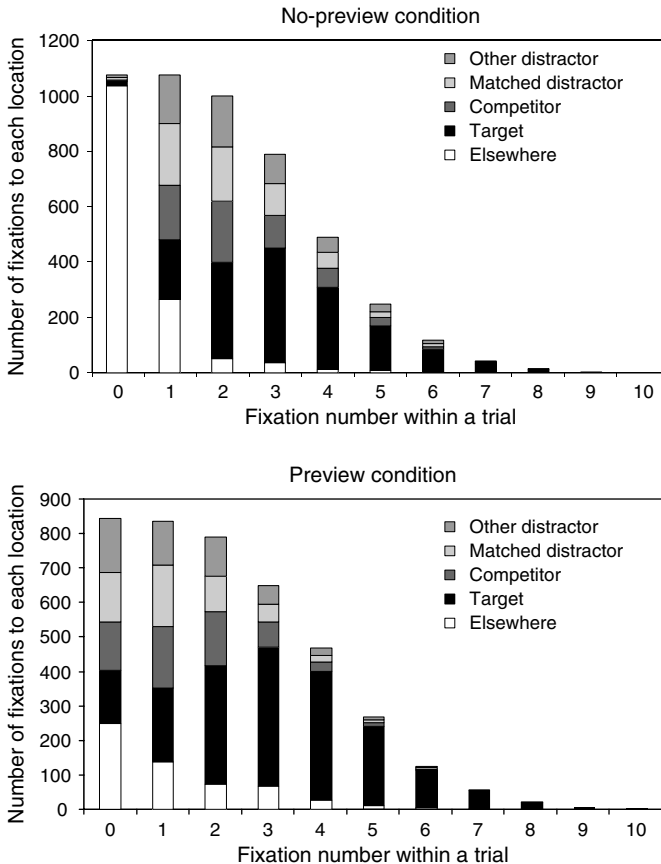 No-preview condition
Number of fixations to each location
1200
1000
800
600
400
200
0
Other distractor
Matched distractor
Competitor
Target
Elsewhere
0 1 2 3 4 5 6 7 8 9 10
Fixation number within a trial
Preview condition
Number of fixations to each location
900
800
700
600
500
400
300
200
100
0
Other distractor
Matched distractor
Competitor
Target
Elsewhere
0 1 2 3 4 5 6 7 8 9 10
Fixation number within a trial